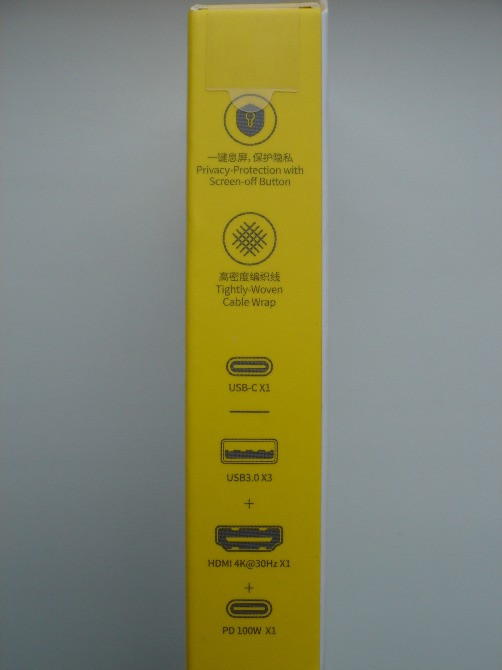 一键息屏，保护隐私
Privacy-Protection with
Screen-off Button
高密度编织线
Tightly-Woven
Cable Wrap
USB-C X1
USB3.0 X3
+
HDMI 4K@30Hz X1
+
PD 100W X1